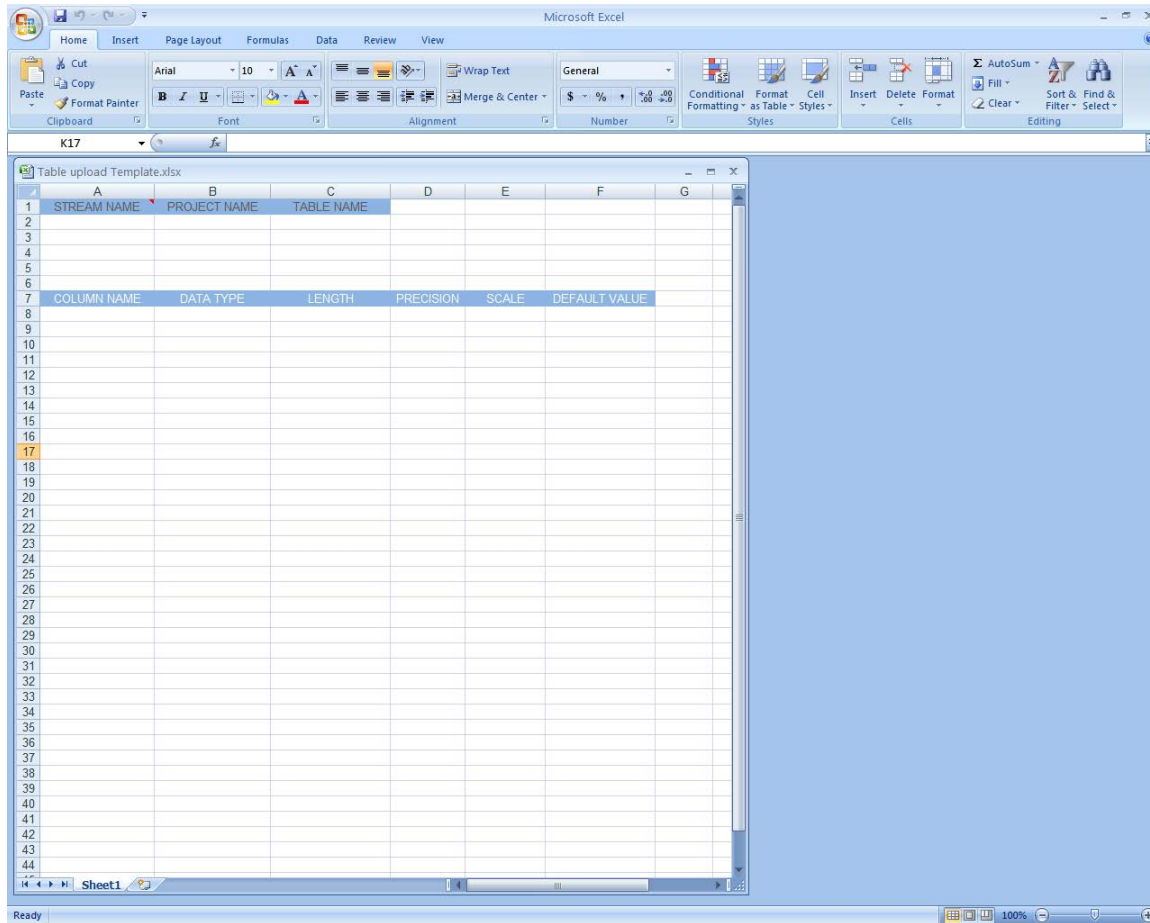 Microsoft Excel
Home Insert Page Layout Formulas Data Review View
Cut
Copy
Format Painter
Paste
Clipboard
Arial 10
B I U
Font
Wrap Text
Merge & Center
Alignment
General
$ % ,
Number
Conditional Formatting
Format as Table
Cell Styles
Styles
Insert Delete Format
Cells
Σ AutoSum
Fill
Clear
Sort & Filter
Find & Select
Editing
K17 fx
Table upload Template.xlsx
A B C D E F G
1 STREAM NAME PROJECT NAME TABLE NAME
2
3
4
5
6
7 COLUMN NAME DATA TYPE LENGTH PRECISION SCALE DEFAULT VALUE
8
9
10
11
12
13
14
15
16
17
18
19
20
21
22
23
24
25
26
27
28
29
30
31
32
33
34
35
36
37
38
39
40
41
42
43
44
Sheet1
Ready 100%